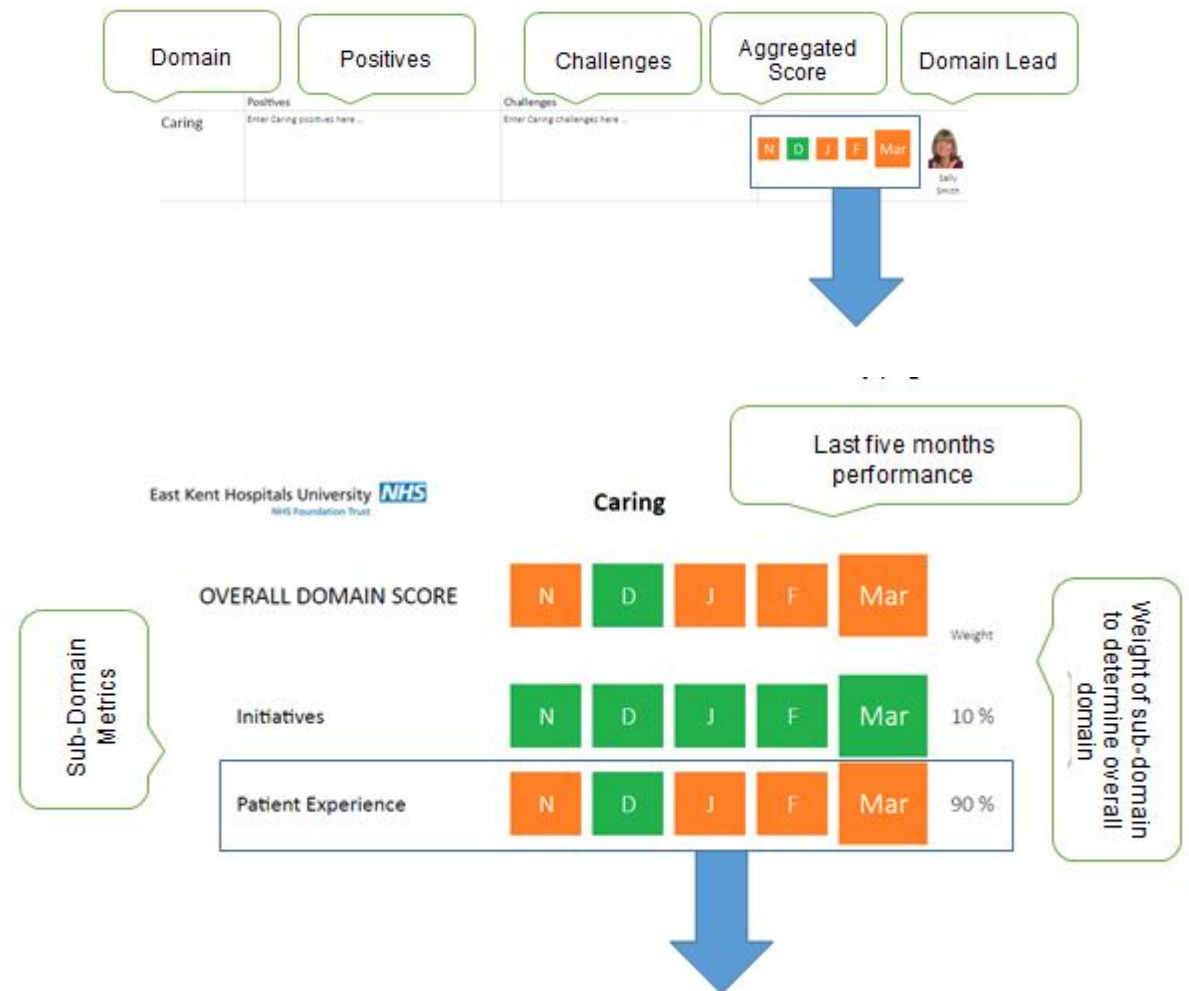 Domain
Positives
Challenges
Aggregated
Score
Domain Lead
Positives
Challenges
Caring
Enter Caring positives here ...
Enter Caring challenges here ...
N D J F Mar
Sally
Smith
Last five months
performance
East Kent Hospitals University NHS
NHS Foundation Trust
Caring
OVERALL DOMAIN SCORE
N D J F Mar
Weight
Sub-Domain
Metrics
Weight of sub-domain
to determine overall
domain
Initiatives
N D J F Mar
10 %
Patient Experience
N D J F Mar
90 %